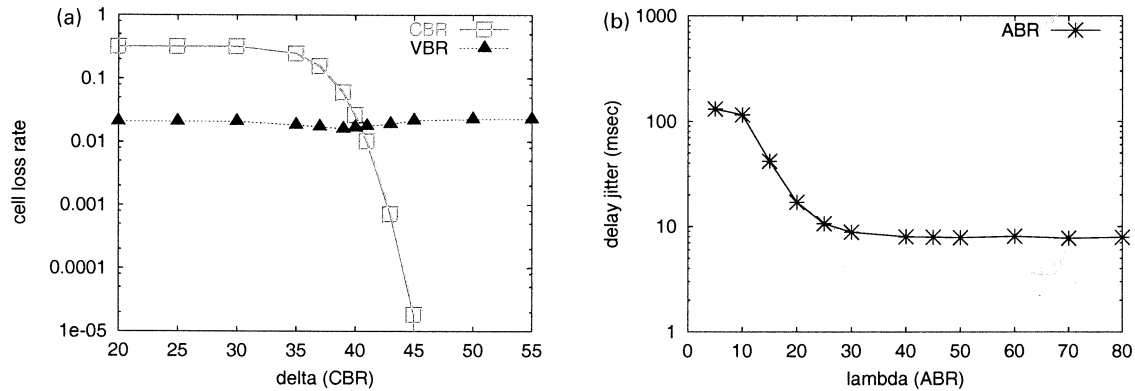 (a)
1
0.1
0.01
0.001
0.0001
1e-05
cell loss rate
CBR
VBR
20 25 30 35 40 45 50 55
delta (CBR)
(b)
1000
100
10
1
delay jitter (msec)
ABR
0 10 20 30 40 50 60 70 80
lambda (ABR)